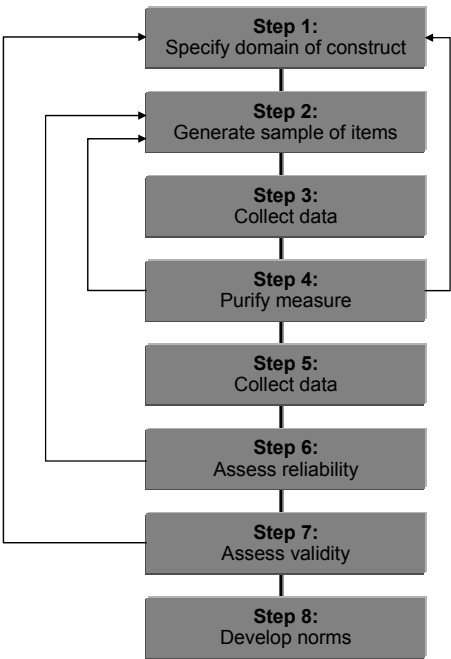 Step 1:
Specify domain of construct
Step 2:
Generate sample of items
Step 3:
Collect data
Step 4:
Purify measure
Step 5:
Collect data
Step 6:
Assess reliability
Step 7:
Assess validity
Step 8:
Develop norms